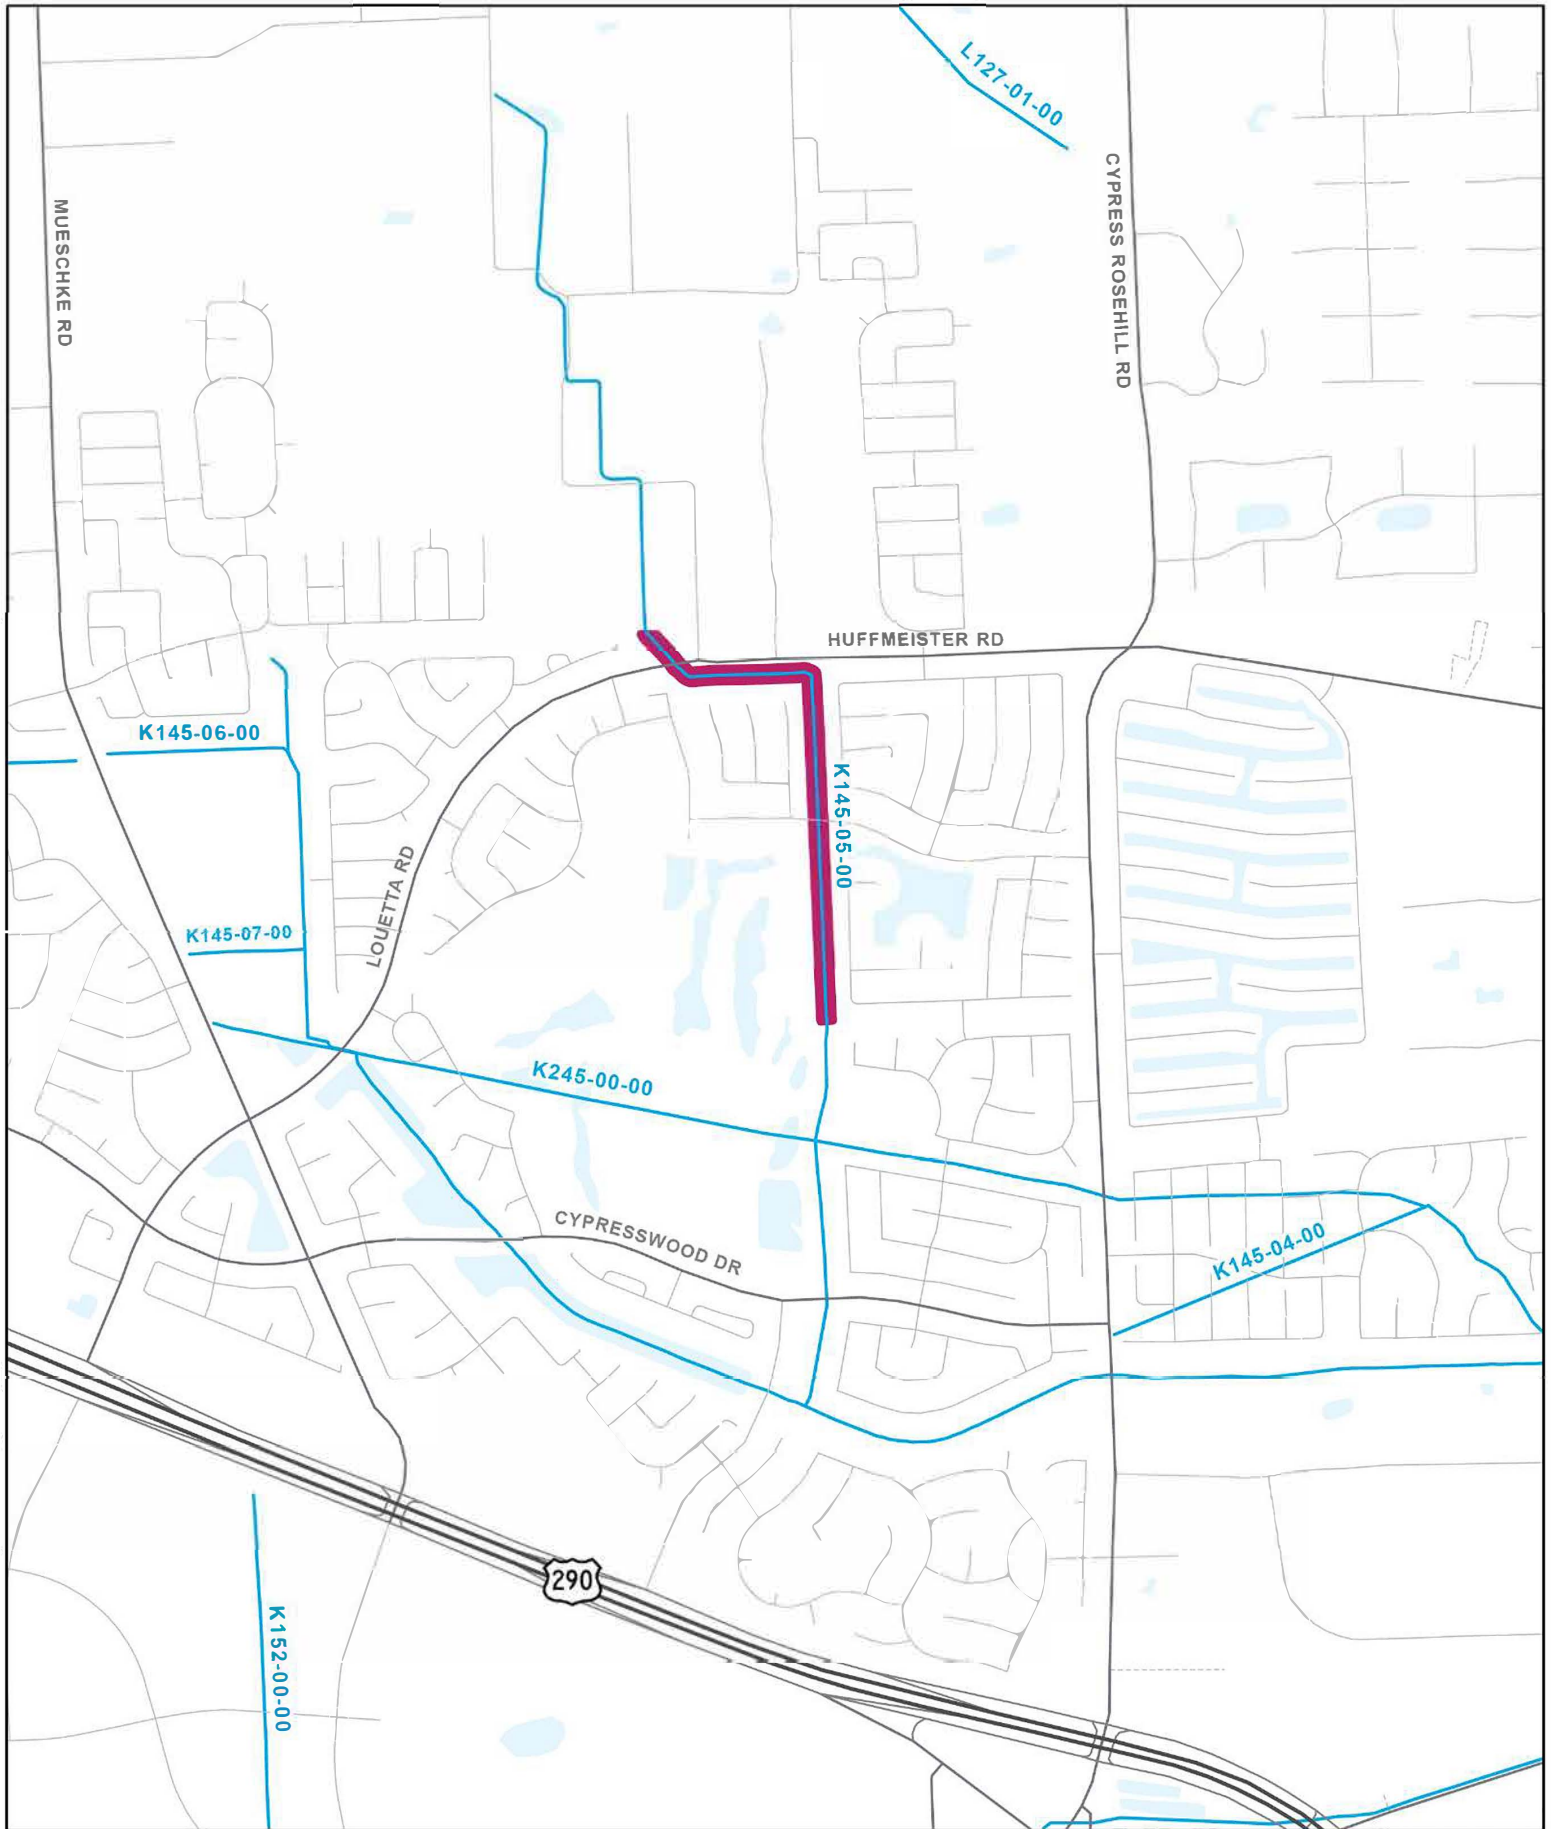 L127-01-00
MUESCHKE RD
CYPRESS ROSEHILL RD
HUFFMEISTER RD
K145-06-00
K145-05-00
LOUETTA RD
K145-07-00
K245-00-00
CYPRESSWOOD DR
K145-04-00
290
K152-00-00